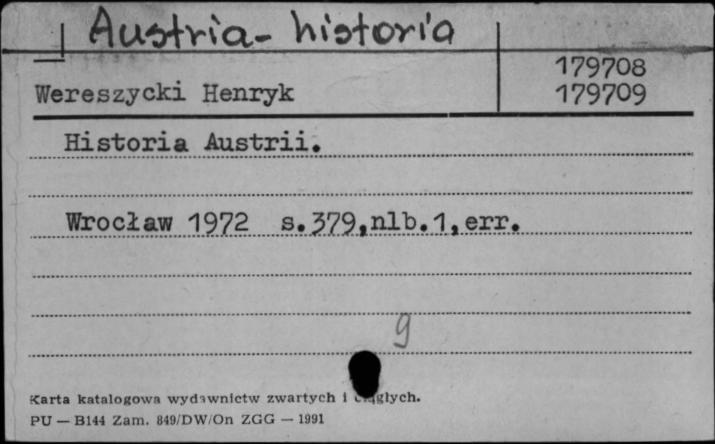 Austria - historia
179708
Wereszycki Henryk 179709
Historia Austrii.
Wrocław 1972 s.379,nlb.1,err.
9
Karta katalogowa wydawnictw zwartych i ciągłych.
PU — B144 Zam. 849/DW/On ZGG — 1991